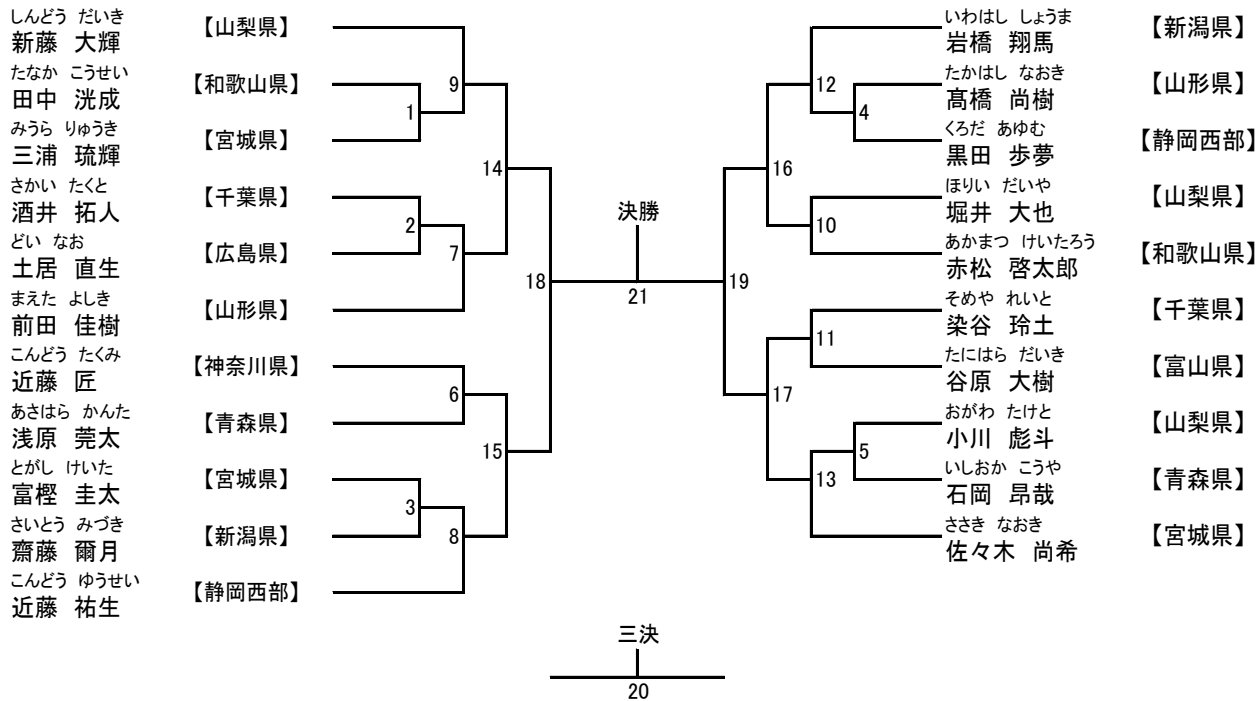 しんどう だいき
新藤 大輝
【山梨県】
たなか こうせい
田中 洸成
【和歌山県】
みうら りゅうき
三浦 琉輝
【宮城県】
さかい たくと
酒井 拓人
【千葉県】
どい なお
土居 直生
【広島県】
まえた よしき
前田 佳樹
【山形県】
こんどう たくみ
近藤 匠
【神奈川県】
あさはら かんた
浅原 莞太
【青森県】
とがし けいた
富樫 圭太
【宮城県】
さいとう みづき
齋藤 爾月
【新潟県】
こんどう ゆうせい
近藤 祐生
【静岡西部】
9
1
14
2
7
18
6
15
3
8
決勝
21
三決
20
12
4
16
10
19
11
17
5
13
いわはし しょうま
岩橋 翔馬
【新潟県】
たかはし なおき
髙橋 尚樹
【山形県】
くろだ あゆむ
黒田 歩夢
【静岡西部】
ほりい だいや
堀井 大也
【山梨県】
あかまつ けいたろう
赤松 啓太郎
【和歌山県】
そめや れいと
染谷 玲土
【千葉県】
たにはら だいき
谷原 大樹
【富山県】
おがわ たけと
小川 彪斗
【山梨県】
いしおか こうや
石岡 昂哉
【青森県】
ささき なおき
佐々木 尚希
【宮城県】